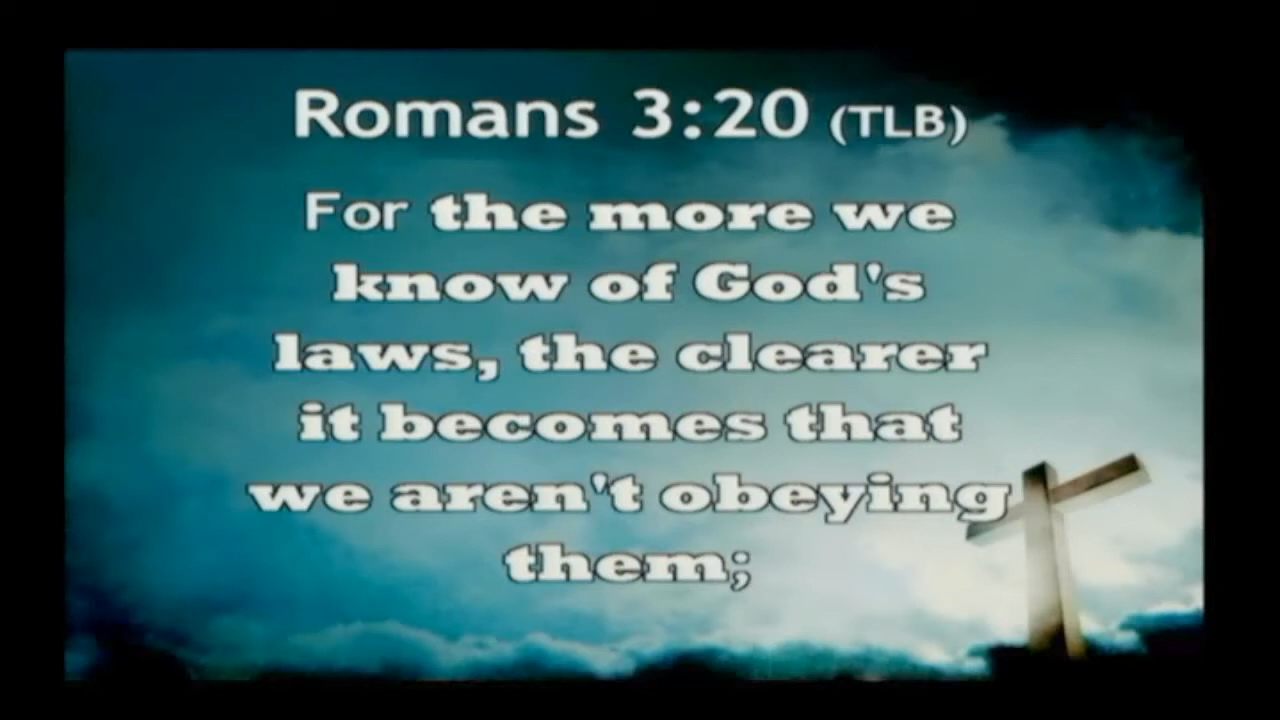 Romans 3:20 (TLB)
For the more we
know of God's
laws, the clearer
it becomes that
we aren't obeying
them;